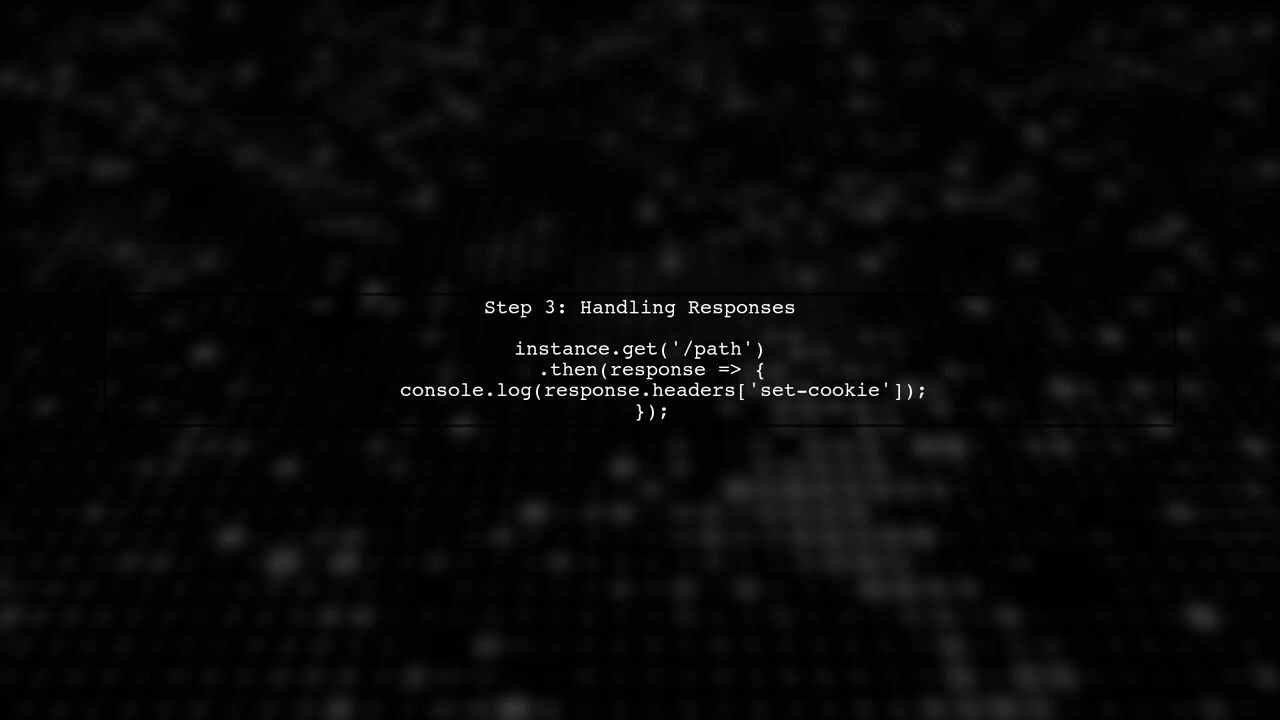 Step 3: Handling Responses
instance.get('/path')
.then(response => {
console.log(response.headers['set-cookie']);
});